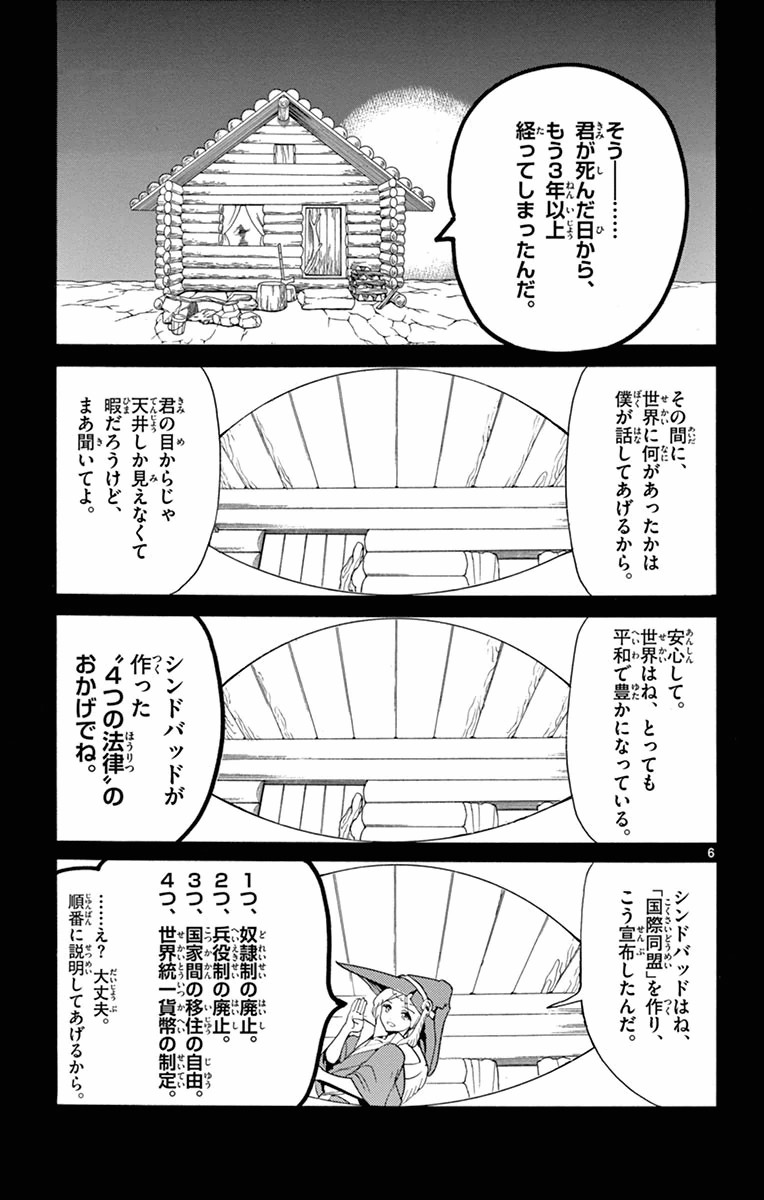 そう――……
君が死んだ日から、
もう3年以上
経ってしまったんだ。
その間に、
世界に何があったかは
僕が話してあげるから。
君の目からじゃ
天井しか見えなくて
暇だろうけど、
まあ聞いてよ。
安心して。
世界はね、とっても
平和で豊かになっている。
シンドバッドが
作った
〝4つの法律〟の
おかげでね。
6
シンドバッドはね、
「国際同盟」を作り、
こう宣布したんだ。
1つ、奴隷制の廃止。
2つ、兵役制の廃止。
3つ、国家間の移住の自由。
4つ、世界統一貨幣の制定。
……え? 大丈夫。
順番に説明してあげるから。